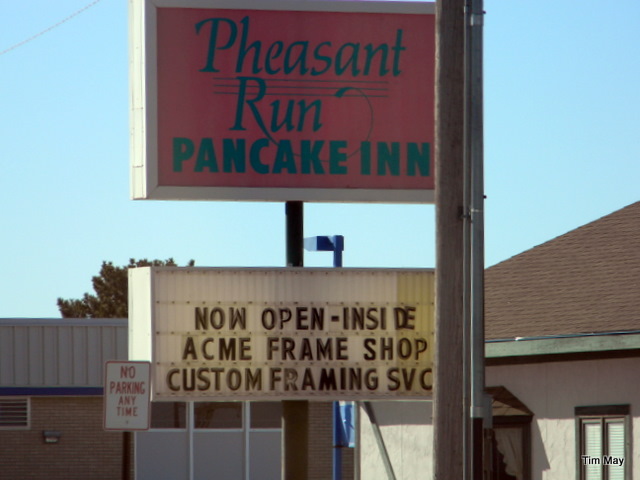 Pheasant
Run
PANCAKE INN
NOW OPEN-INSIDE
ACME FRAME SHOP
CUSTOM FRAMING SVC
NO
PARKING
ANY
TIME
Tim May